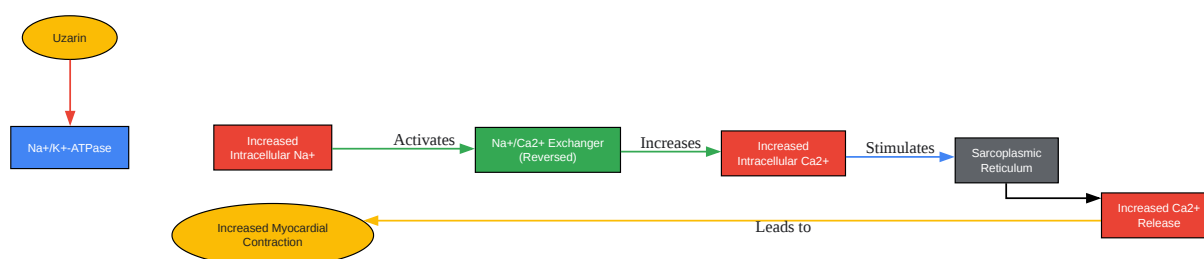 Uzarin
Na+/K+-ATPase
Increased
Intracellular Na+
Activates
Na+/Ca2+ Exchanger
(Reversed)
Increases
Increased
Intracellular Ca2+
Stimulates
Sarcoplasmic
Reticulum
Increased Ca2+
Release
Leads to
Increased Myocardial
Contraction